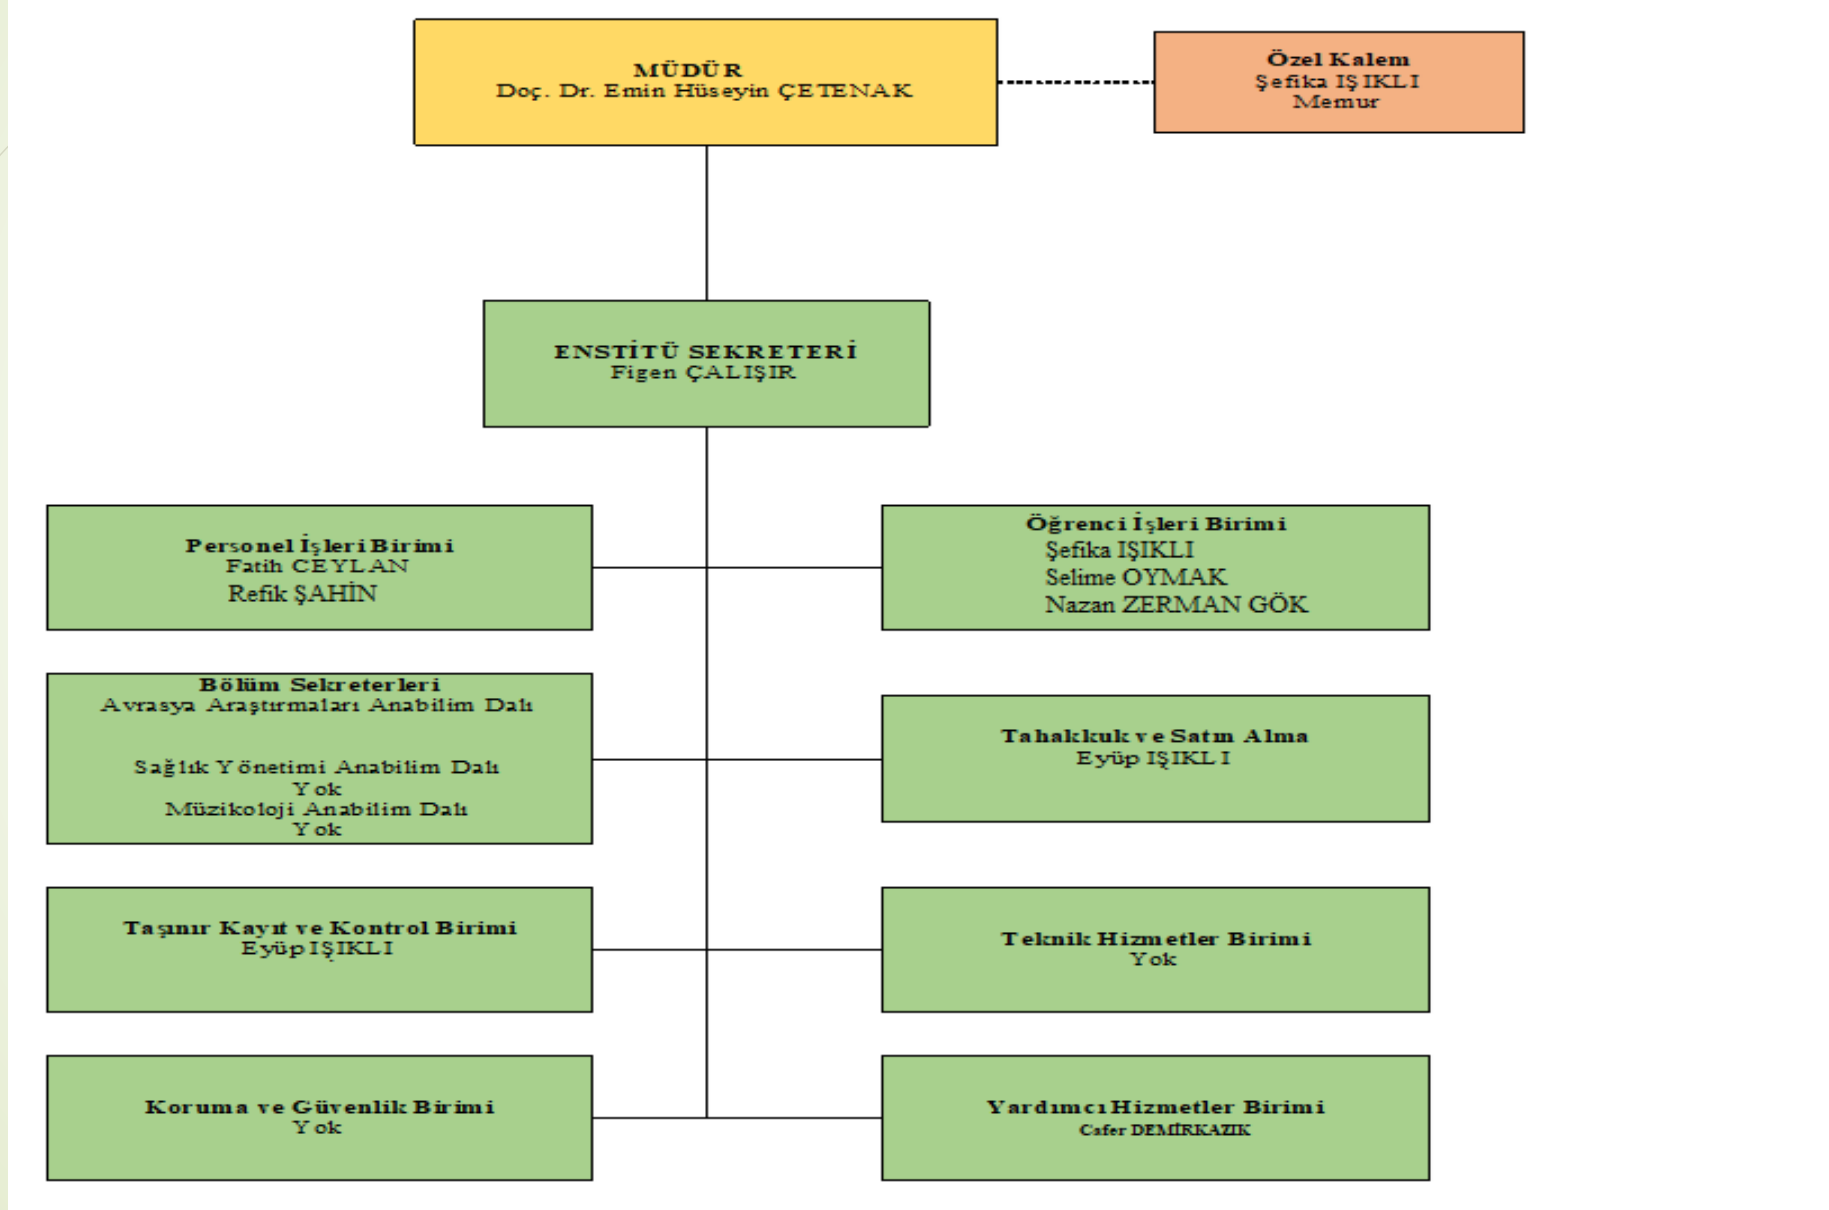 MÜDÜR
Doç. Dr. Emin Hüseyin ÇETENAK
Özel Kalem
Şefika IŞIKLI
Memur
ENSTİTÜ SEKRETERİ
Figen ÇALIŞIR
Personel İşleri Birimi
Fatih CEYLAN
Refik ŞAHİN
Öğrenci İşleri Birimi
Şefika IŞIKLI
Selime OYMAK
Nazan ZERMAN GÖK
Bölüm Sekreterleri
Avrasya Araştırmaları Anabilim Dalı
Sağlık Yönetimi Anabilim Dalı
Yok
Müzikoloji Anabilim Dalı
Yok
Tahakkuk ve Satın Alma
Eyüp IŞIKLI
Taşınır Kayıt ve Kontrol Birimi
Eyüp IŞIKLI
Teknik Hizmetler Birimi
Yok
Koruma ve Güvenlik Birimi
Yok
Yardımcı Hizmetler Birimi
Cafer DEMİRKAZIK